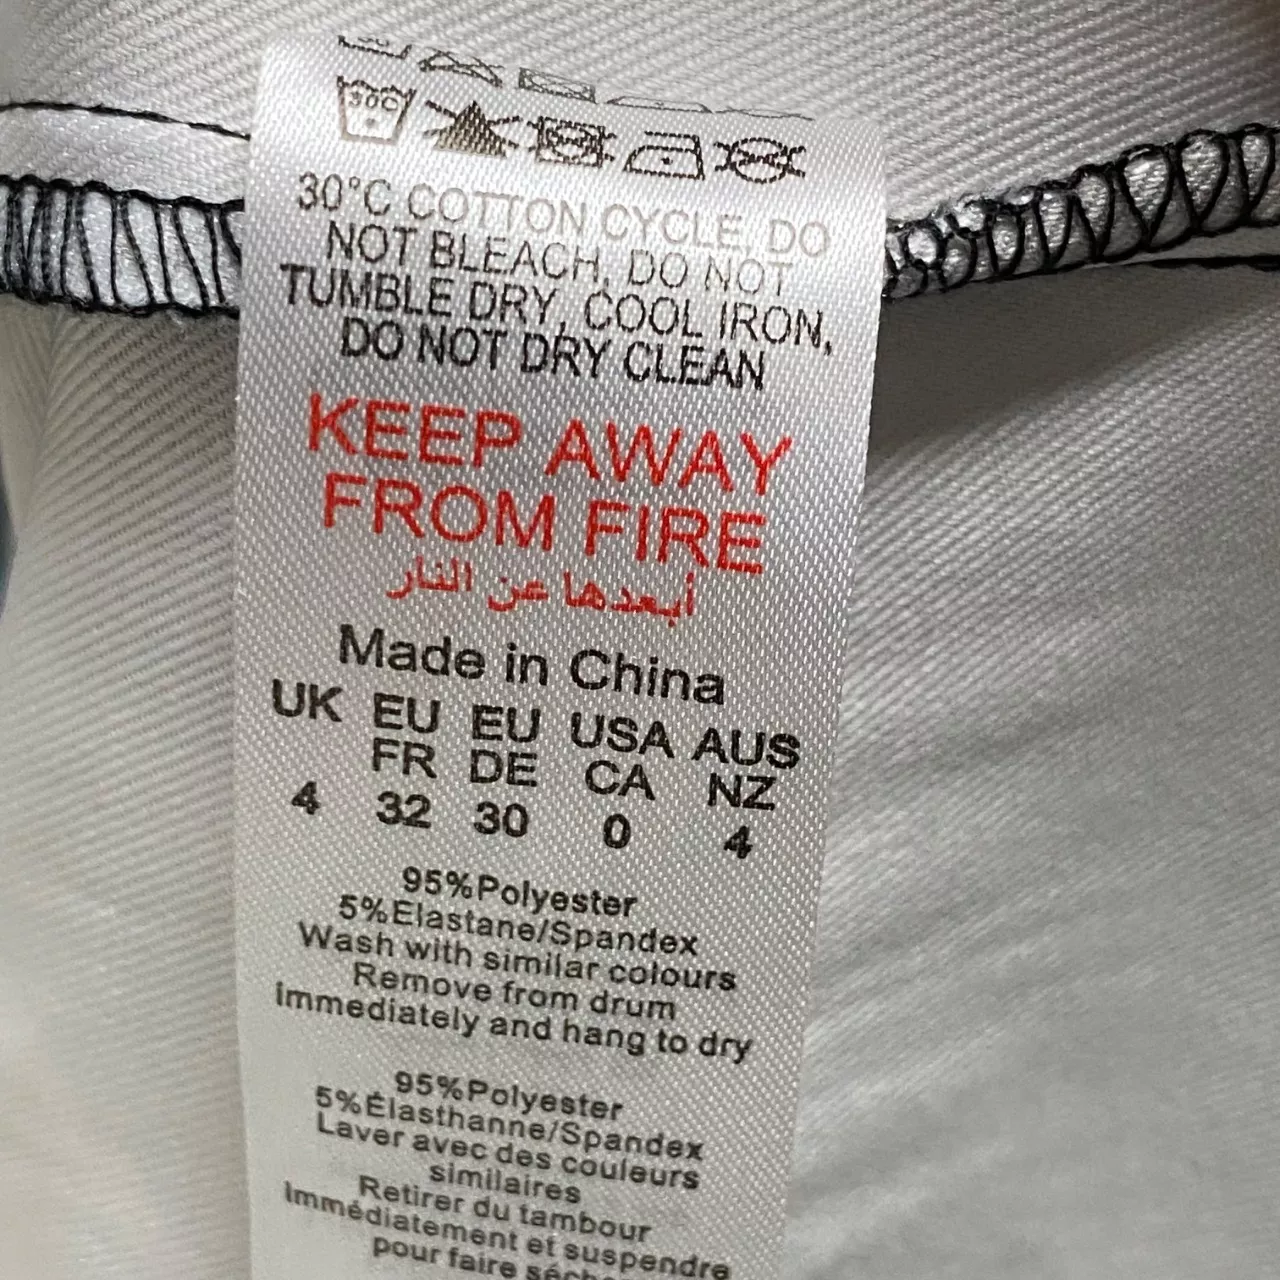 30C
30°C COTTON CYCLE, DO
NOT BLEACH, DO NOT
TUMBLE DRY, COOL IRON,
DO NOT DRY CLEAN
KEEP AWAY
FROM FIRE
أبعدها عن النار
Made in China
UK EU EU USA AUS
FR DE CA NZ
4 32 30 0 4
95%Polyester
5%Elastane/Spandex
Wash with similar colours
Remove from drum
Immediately and hang to dry
95%Polyester
5%Élasthanne/Spandex
Laver avec des couleurs
similaires
Retirer du tambour
Immédiatement et suspendre
pour faire